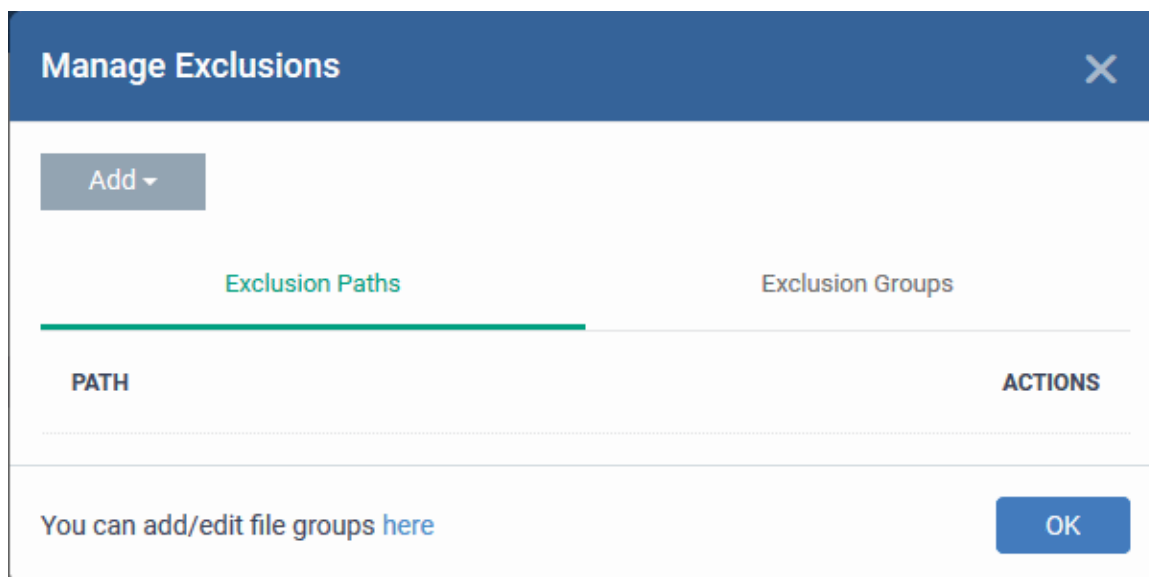 Manage Exclusions
Add
Exclusion Paths
Exclusion Groups
PATH
ACTIONS
You can add/edit file groups here
OK